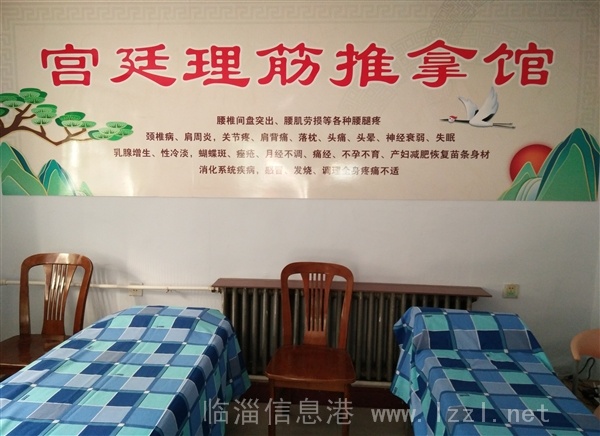 宫廷理筋推拿馆
腰椎间盘突出、腰肌劳损等各种腰腿疼
颈椎病、肩周炎，关节疼、肩背痛、落枕、头痛、头晕、神经衰弱、失眠
乳腺增生、性冷淡，蝴蝶斑、痤疮、月经不调、痛经、不孕不育、产妇减肥恢复苗条身材
消化系统疾病，感冒、发烧、调理全身疼痛不适
临淄信息港 www.lzzl.net